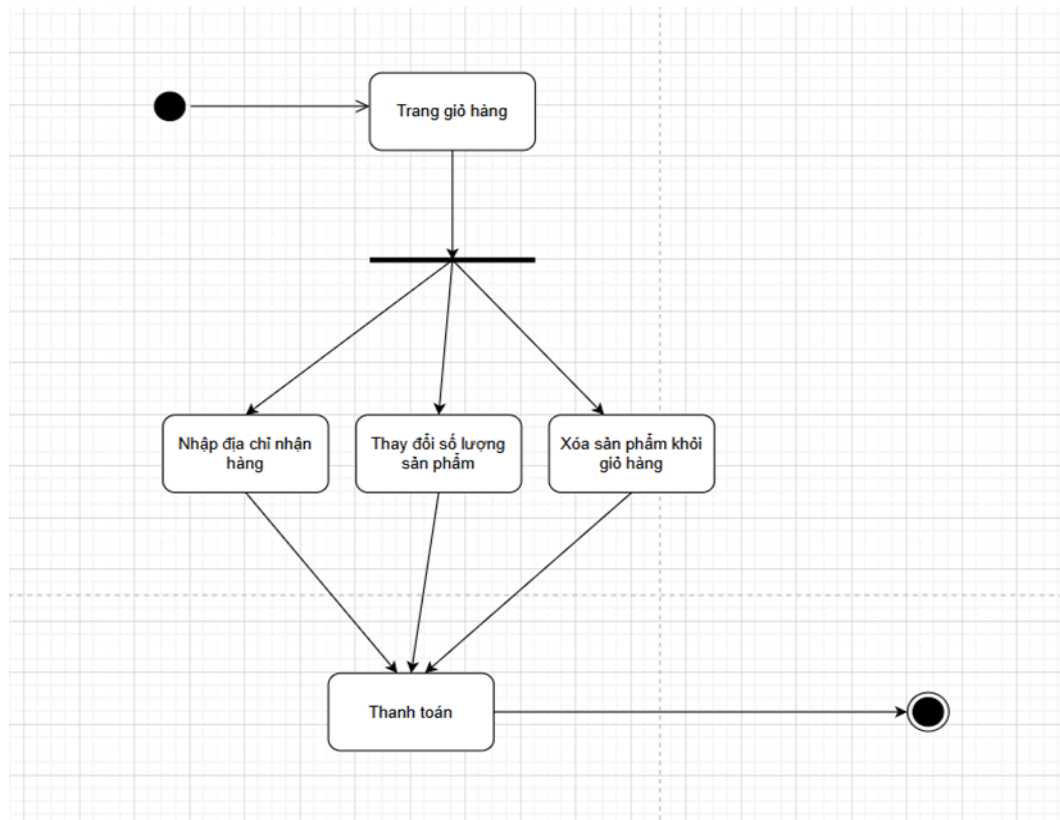 Trang giỏ hàng
Nhập địa chỉ nhận
hàng
Thay đổi số lượng
sản phẩm
Xóa sản phẩm khỏi
giỏ hàng
Thanh toán